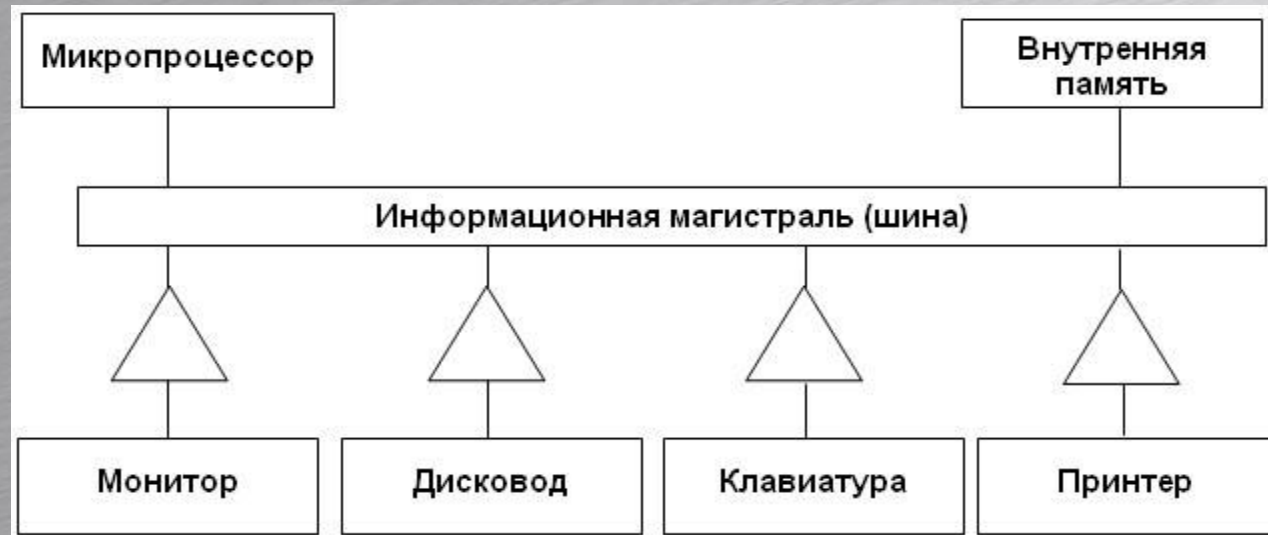 Микропроцессор
Внутренняя
память
Информационная магистраль (шина)
Монитор
Дисковод
Клавиатура
Принтер